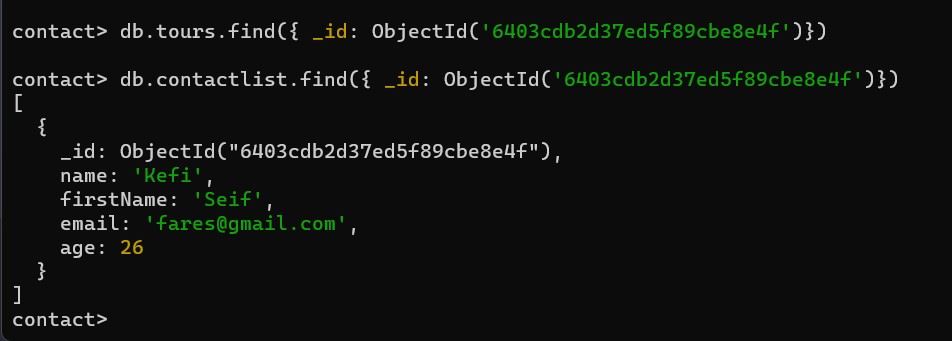 contact> db.tours.find({ _id: ObjectId('6403cdb2d37ed5f89cbe8e4f')})
contact> db.contactlist.find({ _id: ObjectId('6403cdb2d37ed5f89cbe8e4f')})
[
  {
    _id: ObjectId("6403cdb2d37ed5f89cbe8e4f"),
    name: 'Kefi',
    firstName: 'Seif',
    email: 'fares@gmail.com',
    age: 26
  }
]
contact>